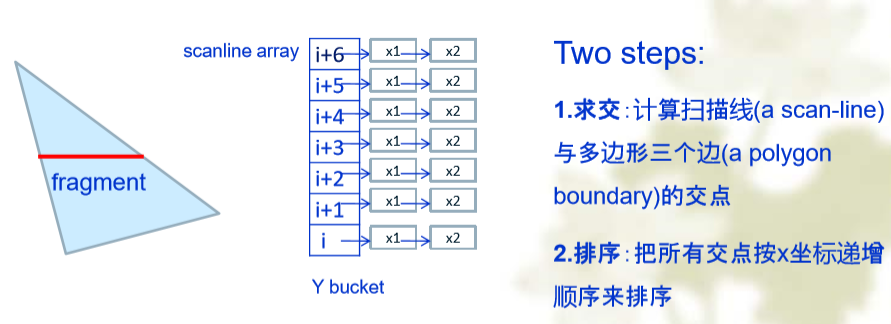 scanline array
i+6 x1 x2
i+5 x1 x2
i+4 x1 x2
i+3 x1 x2
i+2 x1 x2
i+1 x1 x2
i x1 x2
Y bucket
fragment
Two steps:
1.求交:计算扫描线(a scan-line)
与多边形三个边(a polygon
boundary)的交点
2.排序:把所有交点按x坐标递增
顺序来排序